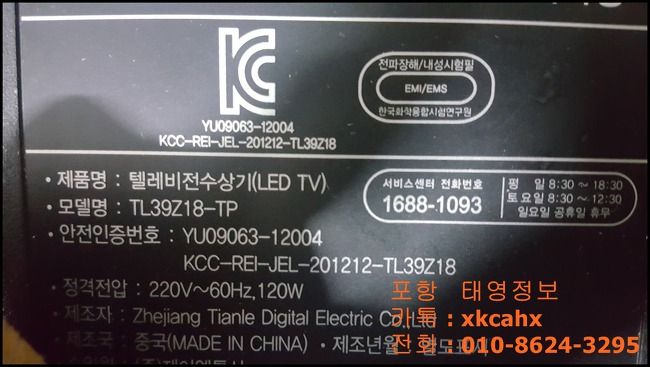 YU09063-12004
KCC-REI-JEL-201212-TL39Z18
전파장해/내성시험필
EMI/EMS
한국화학융합시험연구원
• 제품명 : 텔레비전수상기(LED TV)
• 모델명 : TL39Z18-TP
서비스센터 전화번호
1688-1093
평 일 8:30 ~ 18:30
토요일 8:30 ~ 12:30
일요일 공휴일 휴무
• 안전인증번호 : YU09063-12004
KCC-REI-JEL-201212-TL39Z18
• 정격전압 : 220V~60Hz,120W
• 제조자 : Zhejiang Tianle Digital Electric Co.,Ltd
• 제조국 : 중국(MADE IN CHINA) • 제조년월
포항 태영정보
카톡 : xkcahx
전화 : 010-8624-3295